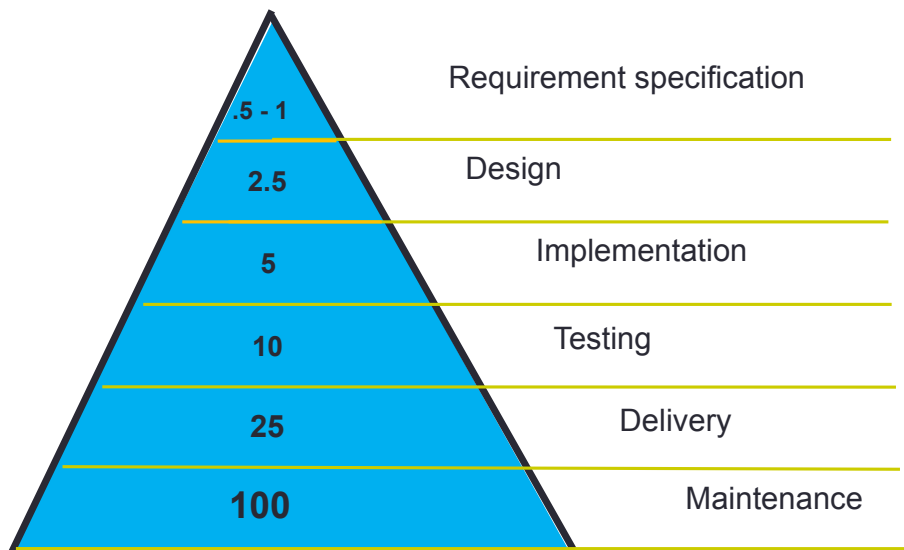 Requirement specification
.5 - 1
Design
2.5
Implementation
5
Testing
10
Delivery
25
Maintenance
100